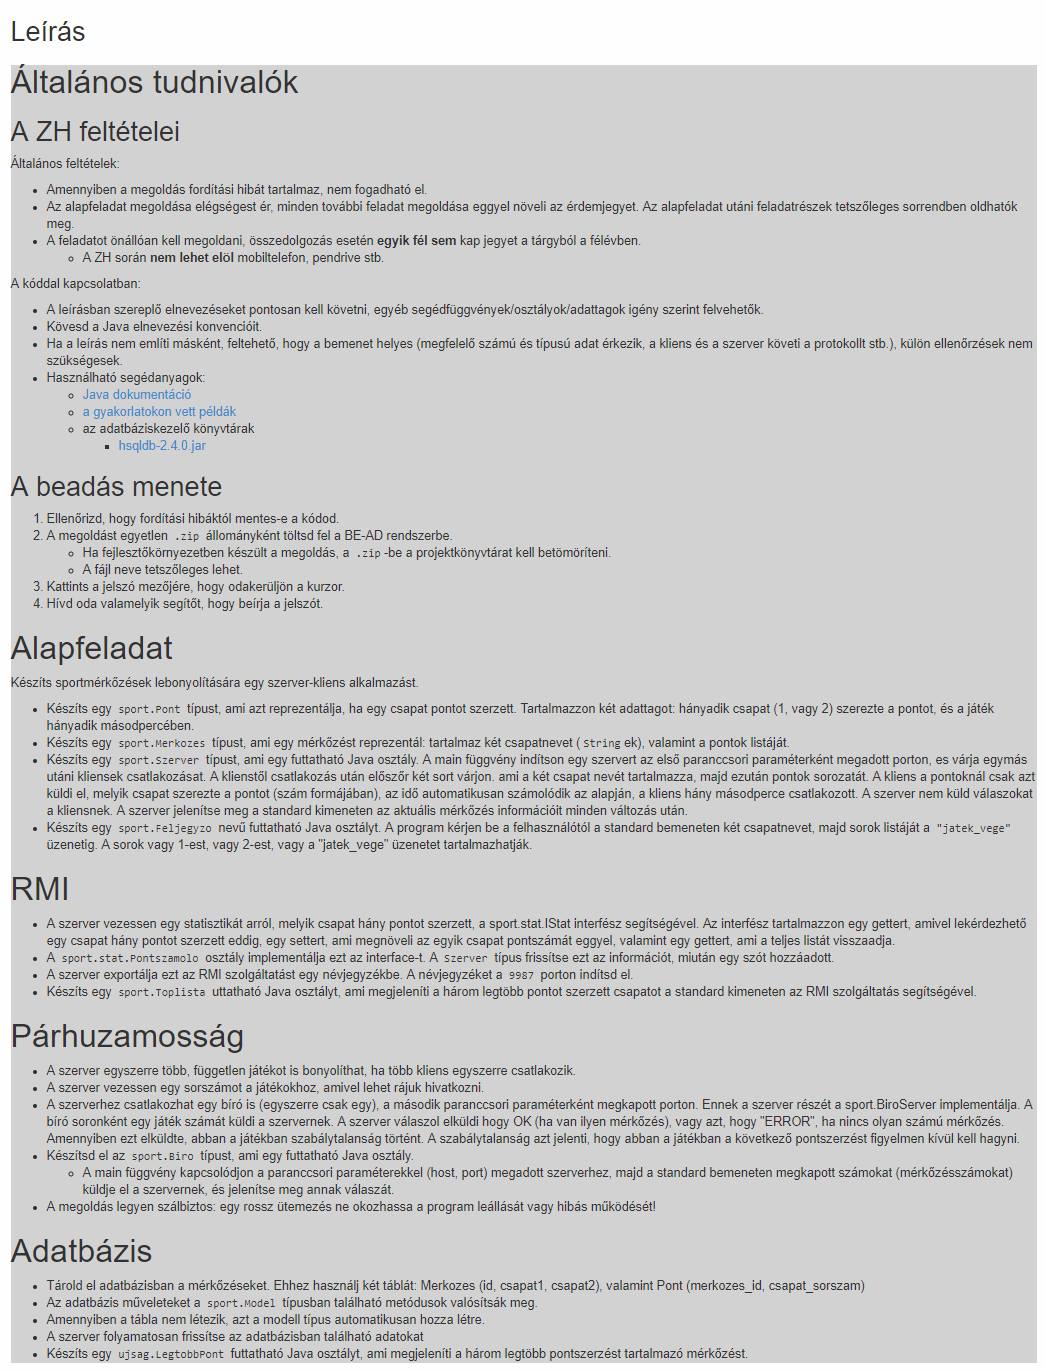 Leírás
Általános tudnivalók
A ZH feltételei
Általános feltételek:
Amennyiben a megoldás fordítási hibát tartalmaz, nem fogadható el.
Az alapfeladat megoldása elégségest ér, minden további feladat megoldása eggyel növeli az érdemjegyet. Az alapfeladat utáni feladatrészek tetszőleges sorrendben oldhatók
meg.
A feladatot önállóan kell megoldani, összedolgozás esetén egyik fél sem kap jegyet a tárgyból a félévben.
A ZH során nem lehet elöl mobiltelefon, pendrive stb.
A kóddal kapcsolatban:
A leírásban szereplő elnevezéseket pontosan kell követni, egyéb segédfüggvények/osztályok/adattagok igény szerint felvehetők.
Kövesd a Java elnevezési konvencióit.
Ha a leírás nem említi másként, feltehető, hogy a bemenet helyes (megfelelő számú és típusú adat érkezik, a kliens és a szerver követi a protokollt stb.), külön ellenőrzések nem
szükségesek.
Használható segédanyagok:
Java dokumentáció
a gyakorlatokon vett példák
az adatbáziskezelő könyvtárak
hsqldb-2.4.0.jar
A beadás menete
1. Ellenőrizd, hogy fordítási hibáktól mentes-e a kódod.
2. A megoldást egyetlen .zip állományként töltsd fel a BE-AD rendszerbe.
Ha fejlesztőkörnyezetben készült a megoldás, a .zip -be a projektkönyvtárat kell betömöríteni.
A fájl neve tetszőleges lehet.
3. Kattints a jelszó mezőjére, hogy odakerüljön a kurzor.
4. Hívd oda valamelyik segítőt, hogy beírja a jelszót.
Alapfeladat
Készíts sportmérkőzések lebonyolítására egy szerver-kliens alkalmazást.
Készíts egy sport.Pont típust, ami azt reprezentálja, ha egy csapat pontot szerzett. Tartalmazzon két adattagot: hányadik csapat (1, vagy 2) szerezte a pontot, és a játék
hányadik másodpercében.
Készíts egy sport.Merkozes típust, ami egy mérkőzést reprezentál: tartalmaz két csapatnevet ( String ek), valamint a pontok listáját.
Készíts egy sport.Szerver típust, ami egy futtatható Java osztály. A main függvény indítson egy szervert az első paranccsori paraméterként megadott porton, es várja egymás
utáni kliensek csatlakozásat. A klienstől csatlakozás után előszőr két sort várjon. ami a két csapat nevét tartalmazza, majd ezután pontok sorozatát. A kliens a pontoknál csak azt
küldi el, melyik csapat szerezte a pontot (szám formájában), az idő automatikusan számolódik az alapján, a kliens hány másodperce csatlakozott. A szerver nem küld válaszokat
a kliensnek. A szerver jelenítse meg a standard kimeneten az aktuális mérkőzés információit minden változás után.
Készíts egy sport.Feljegyzo nevű futtatható Java osztályt. A program kérjen be a felhasználótól a standard bemeneten két csapatnevet, majd sorok listáját a "jatek_vege"
üzenetig. A sorok vagy 1-est, vagy 2-est, vagy a "jatek_vege" üzenetet tartalmazhatják.
RMI
A szerver vezessen egy statisztikát arról, melyik csapat hány pontot szerzett, a sport.stat.IStat interfész segítségével. Az interfész tartalmazzon egy gettert, amivel lekérdezhető
egy csapat hány pontot szerzett eddig, egy settert, ami megnöveli az egyik csapat pontszámát eggyel, valamint egy gettert, ami a teljes listát visszaadja.
A sport.stat.Pontszamolo osztály implementálja ezt az interface-t. A Szerver típus frissítse ezt az információt, miután egy szót hozzáadott.
A szerver exportálja ezt az RMI szolgáltatást egy névjegyzékbe. A névjegyzéket a 9987 porton indítsd el.
Készíts egy sport.Toplista uttatható Java osztályt, ami megjeleníti a három legtöbb pontot szerzett csapatot a standard kimeneten az RMI szolgáltatás segítségével.
Párhuzamosság
A szerver egyszerre több, független játékot is bonyolíthat, ha több kliens egyszerre csatlakozik.
A szerver vezessen egy sorszámot a játékokhoz, amivel lehet rájuk hivatkozni.
A szerverhez csatlakozhat egy bíró is (egyszerre csak egy), a második paranccsori paraméterként megkapott porton. Ennek a szerver részét a sport.BiroServer implementálja. A
bíró soronként egy játék számát küldi a szervernek. A szerver válaszol elküldi hogy OK (ha van ilyen mérkőzés), vagy azt, hogy "ERROR", ha nincs olyan számú mérkőzés.
Amennyiben ezt elküldte, abban a játékban szabálytalanság történt. A szabálytalanság azt jelenti, hogy abban a játékban a következő pontszerzést figyelmen kívül kell hagyni.
Készítsd el az sport.Biro típust, ami egy futtatható Java osztály.
A main függvény kapcsolódjon a paranccsori paraméterekkel (host, port) megadott szerverhez, majd a standard bemeneten megkapott számokat (mérkőzésszámokat)
küldje el a szervernek, és jelenítse meg annak válaszát.
A megoldás legyen szálbiztos: egy rossz ütemezés ne okozhassa a program leállását vagy hibás működését!
Adatbázis
Tárold el adatbázisban a mérkőzéseket. Ehhez használj két táblát: Merkozes (id, csapat1, csapat2), valamint Pont (merkozes_id, csapat_sorszam)
Az adatbázis műveleteket a sport.Model típusban található metódusok valósítsák meg.
Amennyiben a tábla nem létezik, azt a modell típus automatikusan hozza létre.
A szerver folyamatosan frissítse az adatbázisban található adatokat
Készíts egy ujsag.LegtobbPont futtatható Java osztályt, ami megjeleníti a három legtöbb pontszerzést tartalmazó mérkőzést.